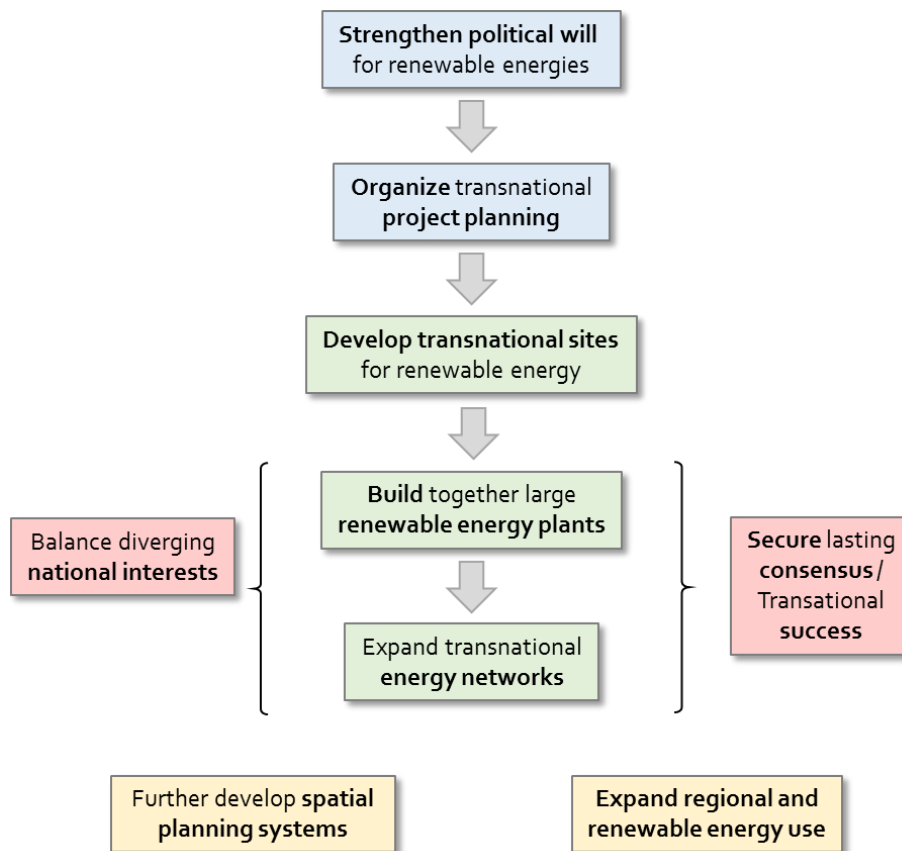 Strengthen political will
for renewable energies
Organize transnational
project planning
Develop transnational sites
for renewable energy
Build together large
renewable energy plants
Balance diverging
national interests
Secure lasting
consensus /
Transational
success
Expand transnational
energy networks
Further develop spatial
planning systems
Expand regional and
renewable energy use